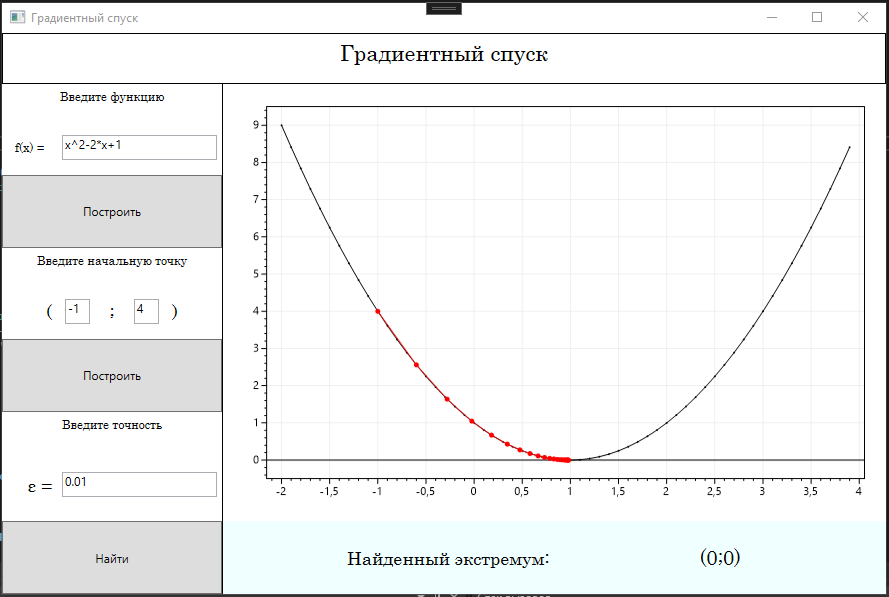 Градиентный спуск
Градиентный спуск
Введите функцию
f(x) = x^2-2*x+1
Построить
Введите начальную точку
( -1 ; 4 )
Построить
Введите точность
ε = 0.01
Найти
9
8
7
6
5
4
3
2
1
0
-2 -1,5 -1 -0,5 0 0,5 1 1,5 2 2,5 3 3,5 4
Найденный экстремум: (0;0)